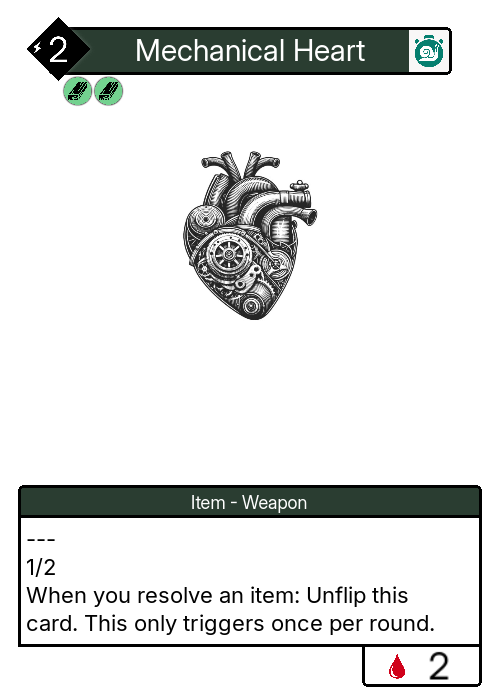 2
Mechanical Heart
Item - Weapon
---
1/2
When you resolve an item: Unflip this
card. This only triggers once per round.
2